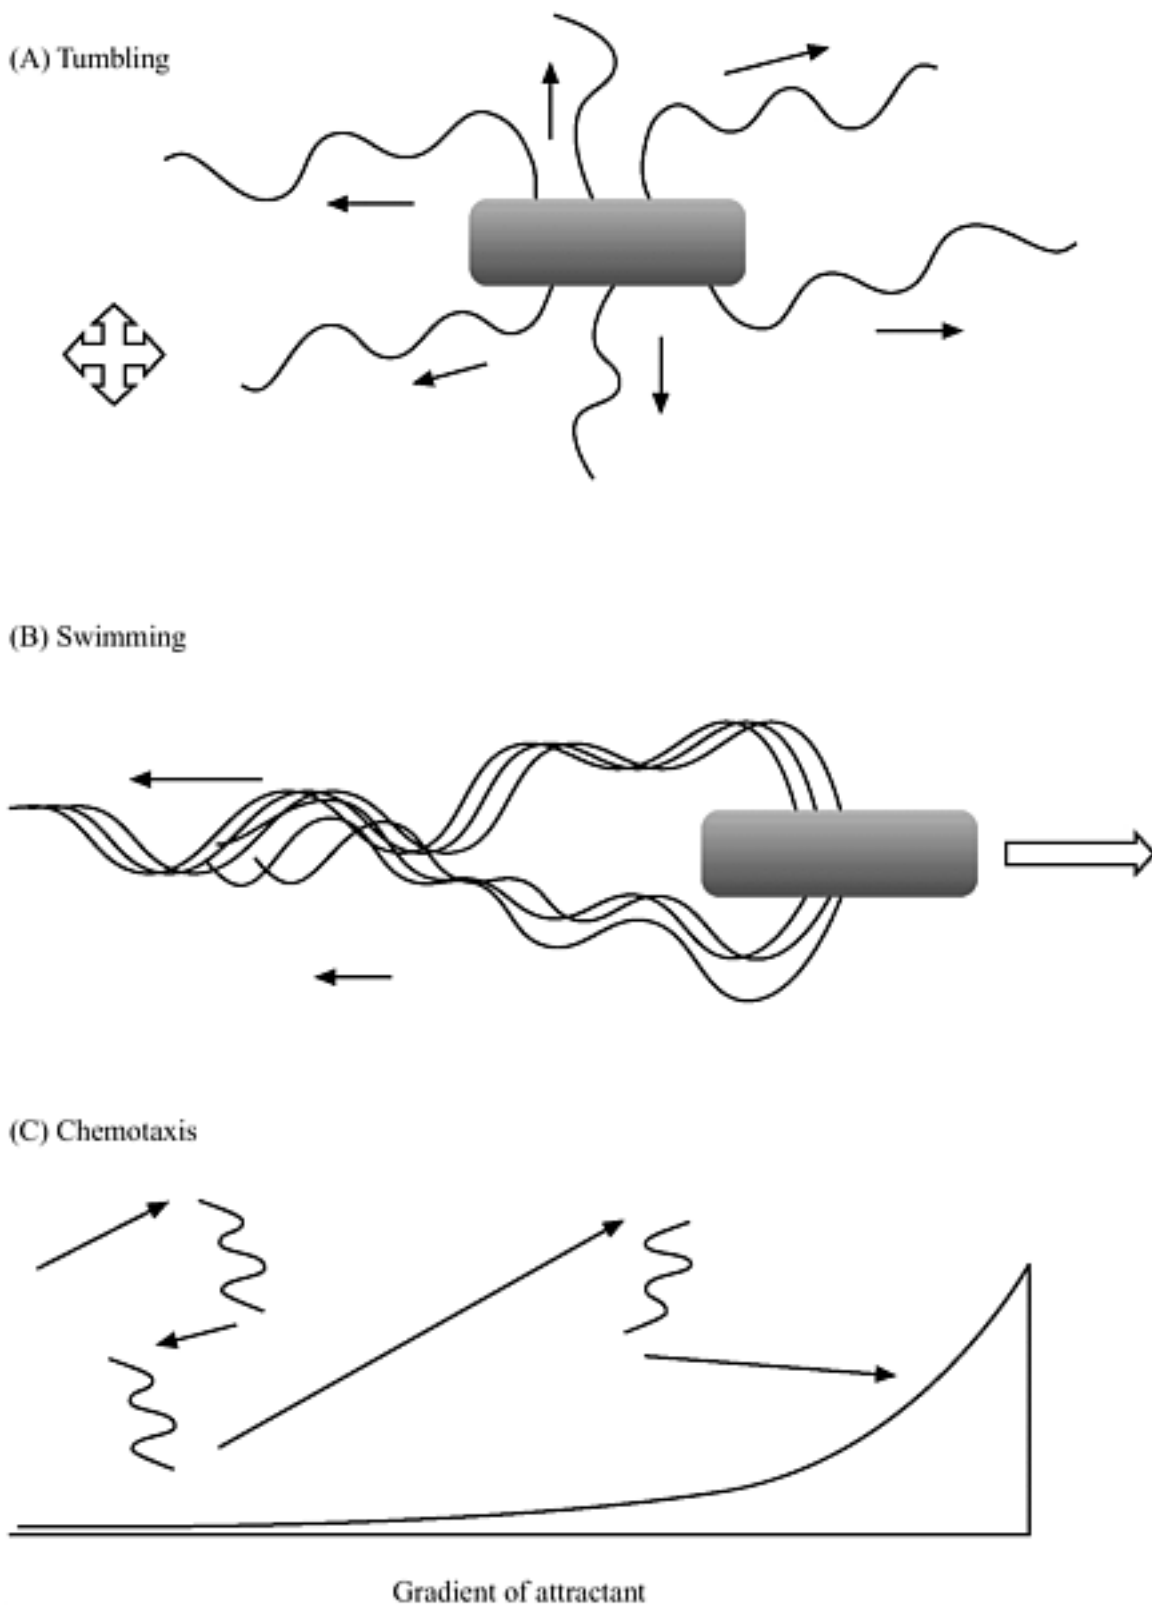 (A) Tumbling
(B) Swimming
(C) Chemotaxis
Gradient of attractant